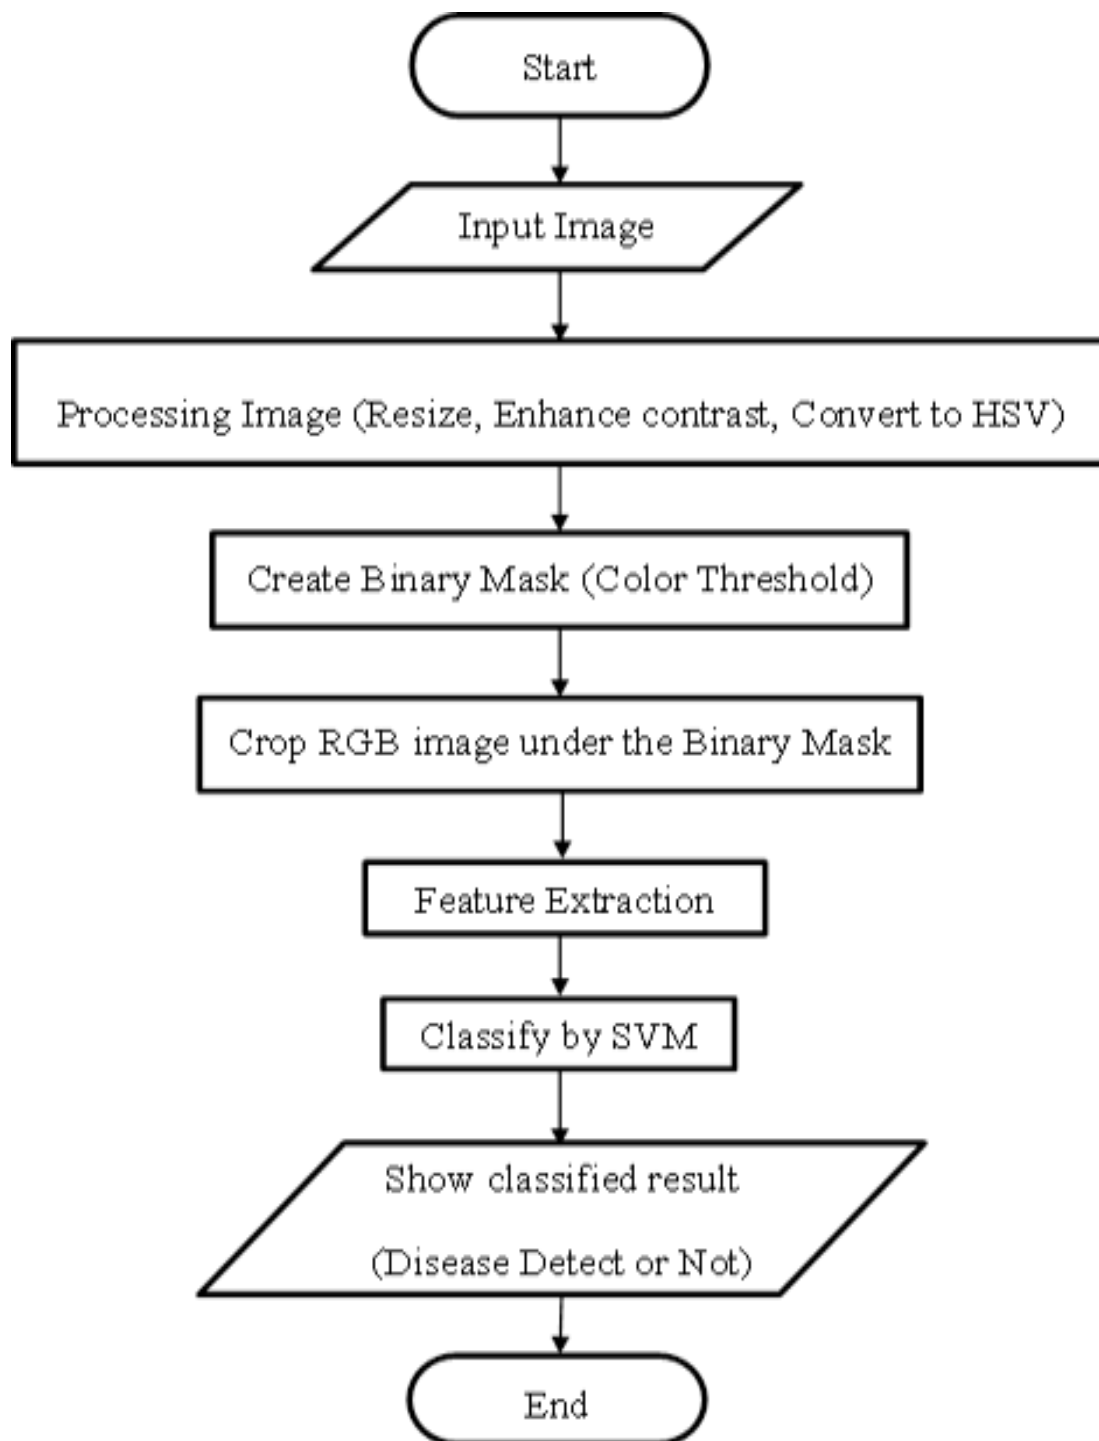 Start
Input Image
Processing Image (Resize, Enhance contrast, Convert to HSV)
Create Binary Mask (Color Threshold)
Crop RGB image under the Binary Mask
Feature Extraction
Classify by SVM
Show classified result
(Disease Detect or Not)
End